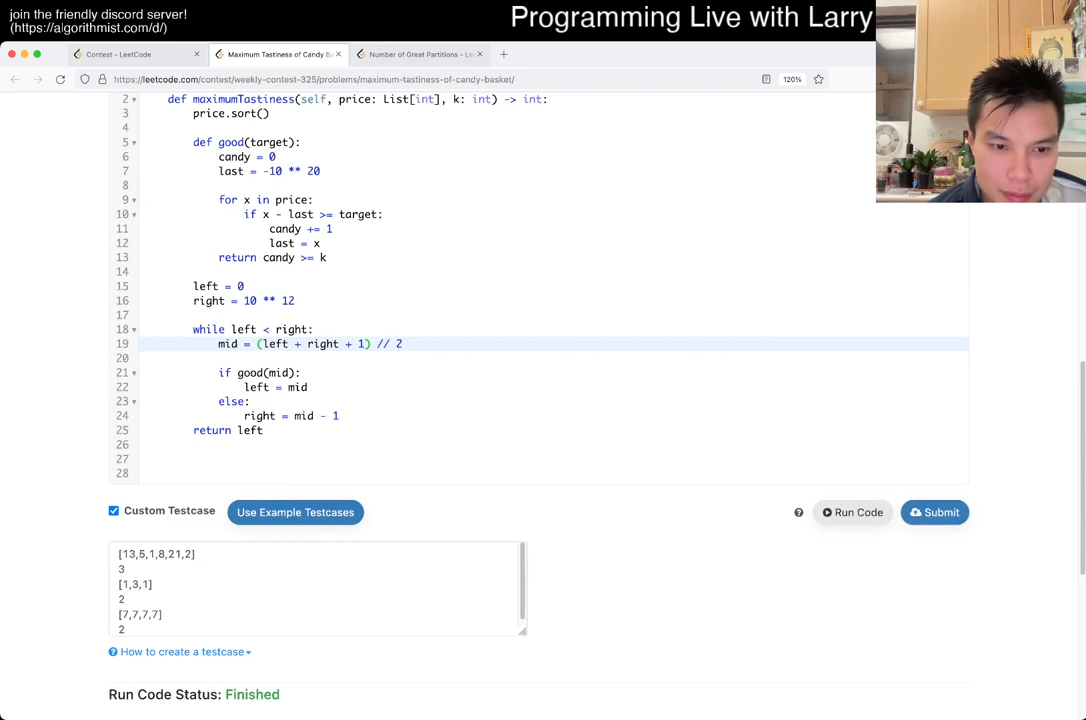 join the friendly discord server!
(https://algorithmist.com/d/)
Programming Live with Larry
Contest - LeetCode
Maximum Tastiness of Candy Ba
Number of Great Partitions - Lee
https://leetcode.com/contest/weekly-contest-325/problems/maximum-tastiness-of-candy-basket/
120%
2 def maximumTastiness(self, price: List[int], k: int) -> int:
3 price.sort()
4
5 def good(target):
6 candy = 0
7 last = -10 ** 20
8
9 for x in price:
10 if x - last >= target:
11 candy += 1
12 last = x
13 return candy >= k
14
15 left = 0
16 right = 10 ** 12
17
18 while left < right:
19 mid = (left + right + 1) // 2
20
21 if good(mid):
22 left = mid
23 else:
24 right = mid - 1
25 return left
26
27
28
Custom Testcase
Use Example Testcases
Run Code
Submit
[13,5,1,8,21,2]
3
[1,3,1]
2
[7,7,7,7]
2
How to create a testcase
Run Code Status: Finished